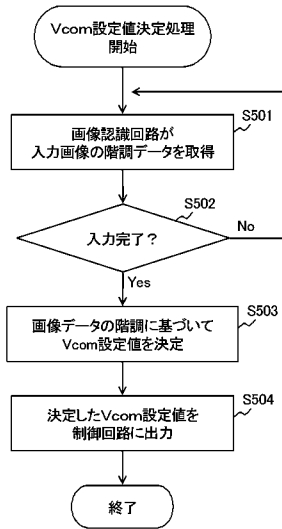 Vcom設定値決定処理
開始
S501
画像認識回路が
入力画像の階調データを取得
S502
入力完了？
No
Yes
S503
画像データの階調に基づいて
Vcom設定値を決定
S504
決定したVcom設定値を
制御回路に出力
終了